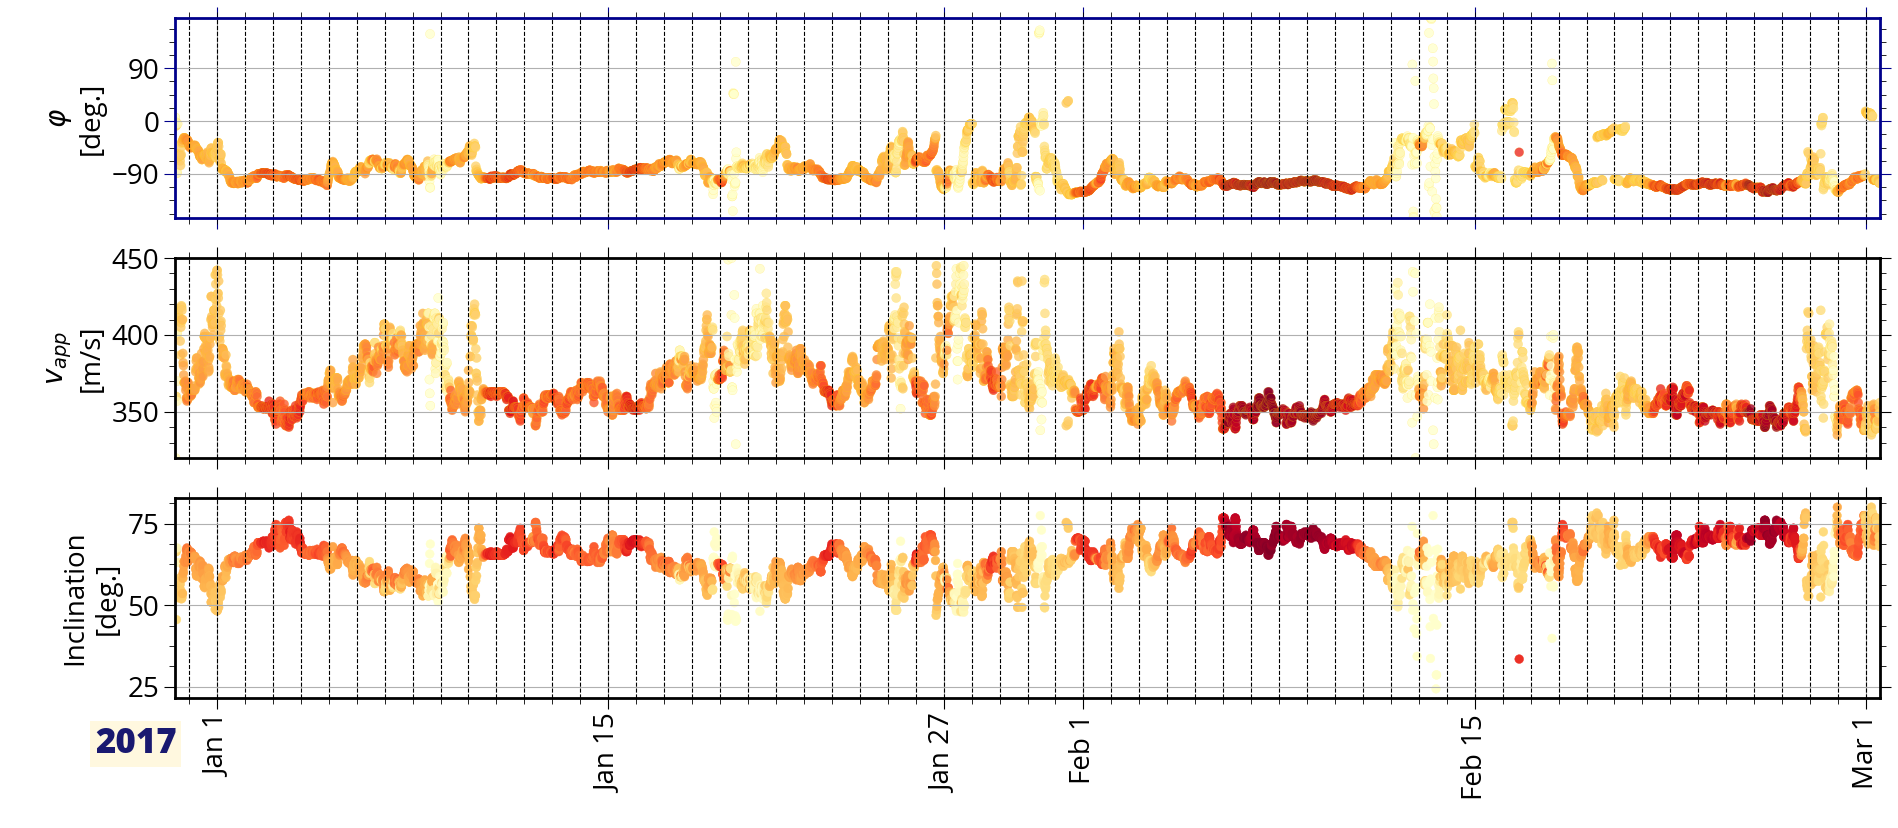 φ
[deg.]
90
0
−90
v_app
[m/s]
450
400
350
Inclination
[deg.]
75
50
25
2017
Jan 1
Jan 15
Jan 27
Feb 1
Feb 15
Mar 1